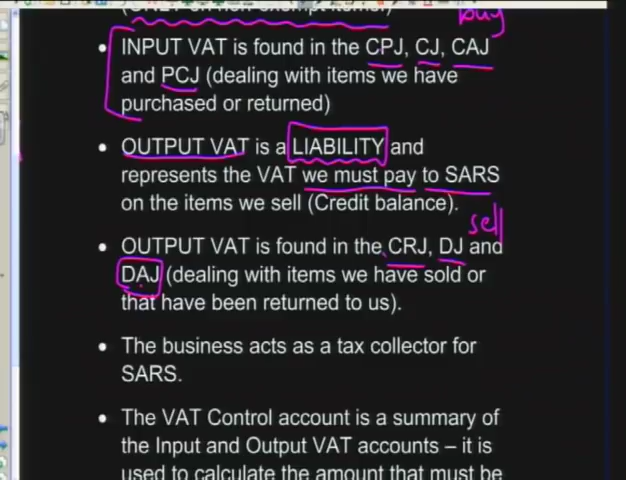 buy
• INPUT VAT is found in the CPJ, CJ, CAJ
and PCJ (dealing with items we have
purchased or returned)
• OUTPUT VAT is a LIABILITY and
represents the VAT we must pay to SARS
on the items we sell (Credit balance).
sell
• OUTPUT VAT is found in the CRJ, DJ and
DAJ (dealing with items we have sold or
that have been returned to us).
• The business acts as a tax collector for
SARS.
• The VAT Control account is a summary of
the Input and Output VAT accounts – it is
used to calculate the amount that must be